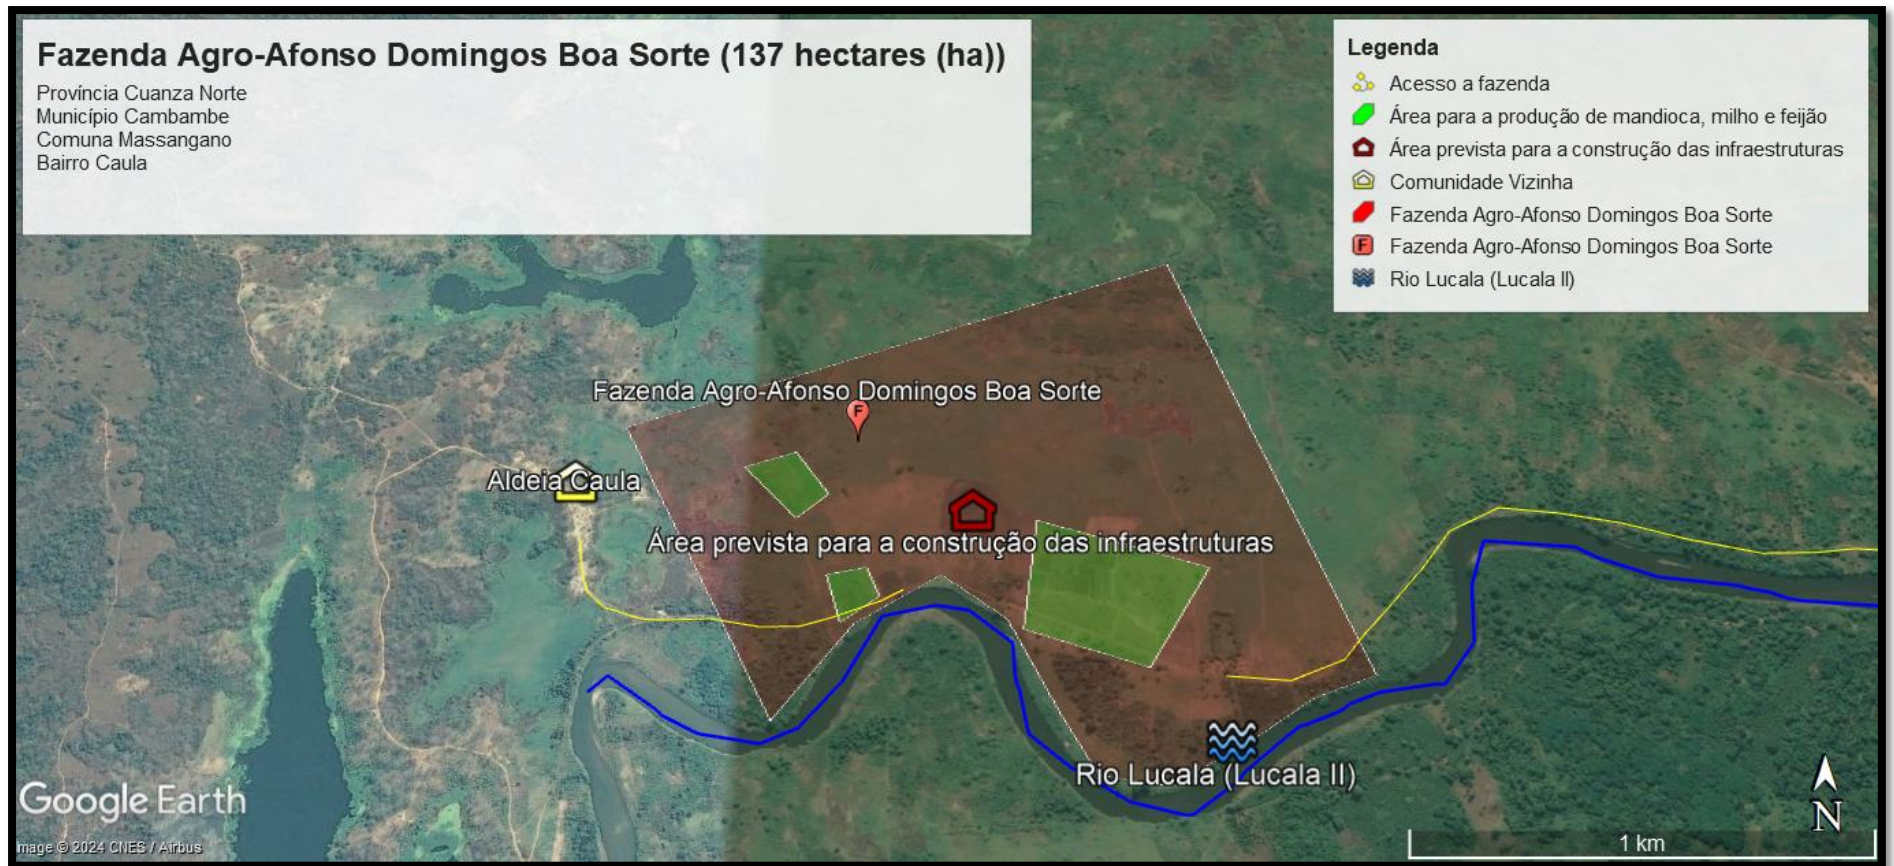 Fazenda Agro-Afonso Domingos Boa Sorte (137 hectares (ha))
Província Cuanza Norte
Município Cambambe
Comuna Massangano
Bairro Caula
Legenda
Acesso a fazenda
Área para a produção de mandioca, milho e feijão
Área prevista para a construção das infraestruturas
Comunidade Vizinha
Fazenda Agro-Afonso Domingos Boa Sorte
F Fazenda Agro-Afonso Domingos Boa Sorte
Rio Lucala (Lucala II)
Fazenda Agro-Afonso Domingos Boa Sorte
F
Aldeia Caula
Área prevista para a construção das infraestruturas
Rio Lucala (Lucala II)
Google Earth
mage © 2024 CNES / Airbus
N
1 km